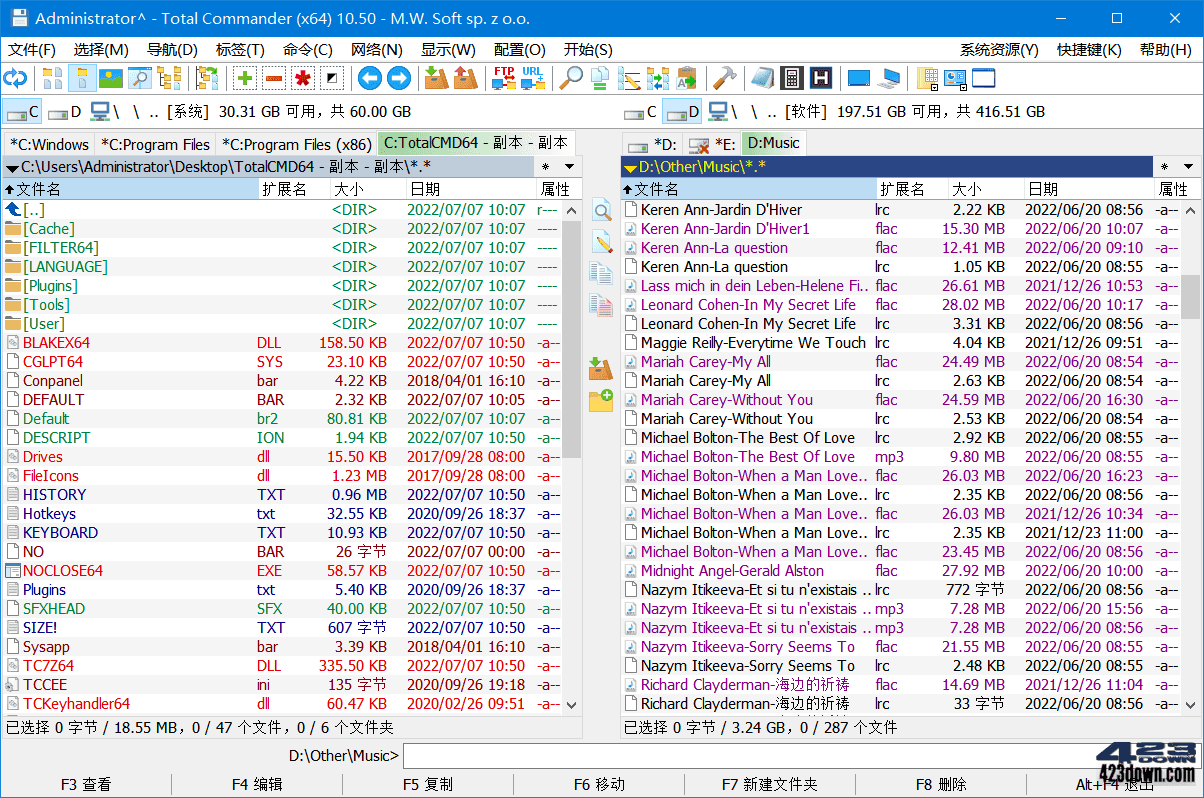 Administrator^ - Total Commander (x64) 10.50 - M.W. Soft sp. z o.o.
文件(F) 选择(M) 导航(D) 标签(T) 命令(C) 网络(N) 显示(W) 配置(O) 开始(S) 系统资源(Y) 快捷键(K) 帮助(H)
FTP URL
C D \ \ .. [系统] 30.31 GB 可用，共 60.00 GB
C D \ \ .. [软件] 197.51 GB 可用，共 416.51 GB
*C:Windows *C:Program Files *C:Program Files (x86) C:TotalCMD64 - 副本 - 副本
*D: *E: D:Music
C:\Users\Administrator\Desktop\TotalCMD64 - 副本 - 副本\*.* *
文件名 扩展名 大小 日期 属性
[..] <DIR> 2022/07/07 10:07 r---
[Cache] <DIR> 2022/07/07 10:07 ----
[FILTER64] <DIR> 2022/07/07 10:07 ----
[LANGUAGE] <DIR> 2022/07/07 10:07 ----
[Plugins] <DIR> 2022/07/07 10:07 ----
[Tools] <DIR> 2022/07/07 10:07 ----
[User] <DIR> 2022/07/07 10:07 ----
BLAKEX64 DLL 158.50 KB 2022/07/07 10:50 -a--
CGLPT64 SYS 23.10 KB 2022/07/07 10:50 -a--
Conpanel bar 4.22 KB 2018/04/01 16:10 -a--
DEFAULT BAR 2.32 KB 2022/07/07 10:05 -a--
Default br2 80.81 KB 2022/07/07 10:07 -a--
DESCRIPT ION 1.94 KB 2022/07/07 10:50 -a--
Drives dll 15.50 KB 2017/09/28 08:00 -a--
FileIcons dll 1.23 MB 2017/09/28 08:00 -a--
HISTORY TXT 0.96 MB 2022/07/07 10:50 -a--
Hotkeys txt 32.55 KB 2020/09/26 18:37 -a--
KEYBOARD TXT 10.93 KB 2022/07/07 10:50 -a--
NO BAR 26 字节 2022/07/07 00:00 -a--
NOCLOSE64 EXE 58.57 KB 2022/07/07 10:50 -a--
Plugins txt 5.40 KB 2020/09/26 18:37 -a--
SFXHEAD SFX 40.00 KB 2022/07/07 10:50 -a--
SIZE! TXT 607 字节 2022/07/07 10:50 -a--
Sysapp bar 3.39 KB 2018/04/01 16:10 -a--
TC7Z64 DLL 335.50 KB 2022/07/07 10:50 -a--
TCCEE ini 135 字节 2020/09/26 19:18 -a--
TCKeyhandler64 dll 60.47 KB 2020/02/26 09:51 -a--
已选择 0 字节 / 18.55 MB，0 / 47 个文件，0 / 6 个文件夹
D:\Other\Music\*.* *
文件名 扩展名 大小 日期 属性
Keren Ann-Jardin D'Hiver lrc 2.22 KB 2022/06/20 08:56 -a--
Keren Ann-Jardin D'Hiver1 flac 15.30 MB 2022/06/20 10:07 -a--
Keren Ann-La question flac 12.41 MB 2022/06/20 09:10 -a--
Keren Ann-La question lrc 1.05 KB 2022/06/20 08:55 -a--
Lass mich in dein Leben-Helene Fi.. flac 26.61 MB 2021/12/26 10:53 -a--
Leonard Cohen-In My Secret Life flac 28.02 MB 2022/06/20 10:17 -a--
Leonard Cohen-In My Secret Life lrc 3.31 KB 2022/06/20 08:56 -a--
Maggie Reilly-Everytime We Touch lrc 4.04 KB 2021/12/26 09:51 -a--
Mariah Carey-My All flac 24.49 MB 2022/06/20 08:54 -a--
Mariah Carey-My All lrc 2.63 KB 2022/06/20 08:54 -a--
Mariah Carey-Without You flac 24.59 MB 2022/06/20 16:30 -a--
Mariah Carey-Without You lrc 2.53 KB 2022/06/20 08:54 -a--
Michael Bolton-The Best Of Love lrc 2.92 KB 2022/06/20 08:55 -a--
Michael Bolton-The Best Of Love mp3 9.80 MB 2022/06/20 08:55 -a--
Michael Bolton-When a Man Love.. flac 26.03 MB 2022/06/20 16:23 -a--
Michael Bolton-When a Man Love.. lrc 2.35 KB 2022/06/20 08:56 -a--
Michael Bolton-When a Man Love.. flac 26.03 MB 2021/12/26 10:34 -a--
Michael Bolton-When a Man Love.. lrc 2.35 KB 2021/12/23 11:00 -a--
Michael Bolton-When a Man Love.. flac 23.45 MB 2022/06/20 08:56 -a--
Midnight Angel-Gerald Alston flac 27.92 MB 2022/06/20 10:00 -a--
Nazym Itikeeva-Et si tu n'existais .. lrc 772 字节 2022/06/20 08:56 -a--
Nazym Itikeeva-Et si tu n'existais .. mp3 7.28 MB 2022/06/20 15:56 -a--
Nazym Itikeeva-Et si tu n'existais .. mp3 7.28 MB 2022/06/20 08:56 -a--
Nazym Itikeeva-Sorry Seems To flac 21.55 MB 2022/06/20 08:56 -a--
Nazym Itikeeva-Sorry Seems To lrc 2.48 KB 2022/06/20 08:56 -a--
Richard Clayderman-海边的祈祷 flac 14.69 MB 2021/12/26 11:04 -a--
Richard Clayderman-海边的祈祷 lrc 33 字节 2022/06/20 08:56 -a--
已选择 0 字节 / 3.24 GB，0 / 287 个文件
D:\Other\Music>
F3 查看 F4 编辑 F5 复制 F6 移动 F7 新建文件夹 F8 删除 Alt+F4 退出
423 DOWN
423down.com